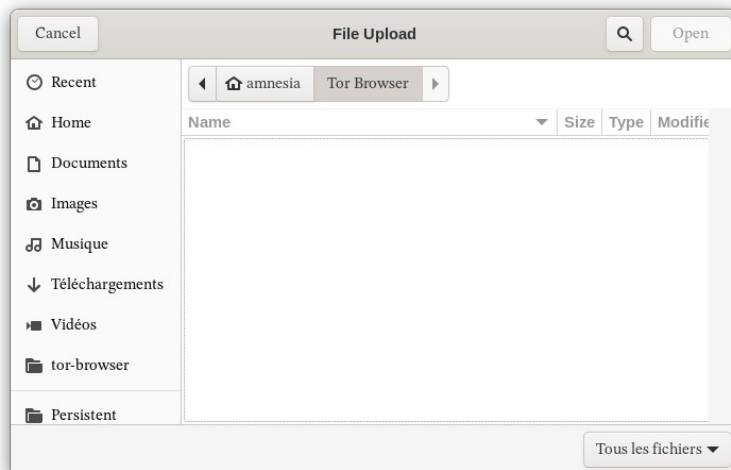 Cancel
File Upload
Open
Recent
Home
Documents
Images
Musique
Téléchargements
Vidéos
tor-browser
Persistent
amnesia
Tor Browser
Name
Size
Type
Modifie
Tous les fichiers